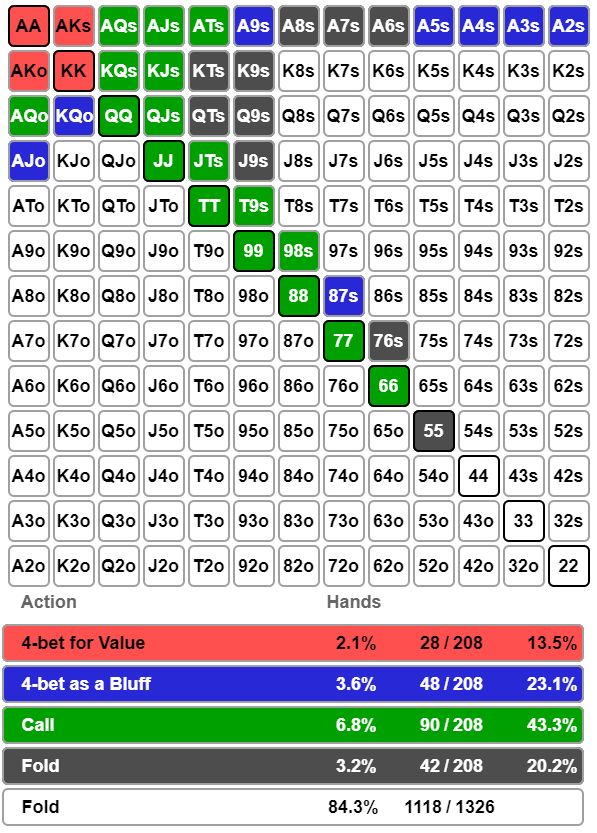 AA AKs AQs AJs ATs A9s A8s A7s A6s A5s A4s A3s A2s
AKo KK KQs KJs KTs K9s K8s K7s K6s K5s K4s K3s K2s
AQo KQo QQ QJs QTs Q9s Q8s Q7s Q6s Q5s Q4s Q3s Q2s
AJo KJo QJo JJ JTs J9s J8s J7s J6s J5s J4s J3s J2s
ATo KTo QTo JTo TT T9s T8s T7s T6s T5s T4s T3s T2s
A9o K9o Q9o J9o T9o 99 98s 97s 96s 95s 94s 93s 92s
A8o K8o Q8o J8o T8o 98o 88 87s 86s 85s 84s 83s 82s
A7o K7o Q7o J7o T7o 97o 87o 77 76s 75s 74s 73s 72s
A6o K6o Q6o J6o T6o 96o 86o 76o 66 65s 64s 63s 62s
A5o K5o Q5o J5o T5o 95o 85o 75o 65o 55 54s 53s 52s
A4o K4o Q4o J4o T4o 94o 84o 74o 64o 54o 44 43s 42s
A3o K3o Q3o J3o T3o 93o 83o 73o 63o 53o 43o 33 32s
A2o K2o Q2o J2o T2o 92o 82o 72o 62o 52o 42o 32o 22
Action Hands
4-bet for Value 2.1% 28 / 208 13.5%
4-bet as a Bluff 3.6% 48 / 208 23.1%
Call 6.8% 90 / 208 43.3%
Fold 3.2% 42 / 208 20.2%
Fold 84.3% 1118 / 1326